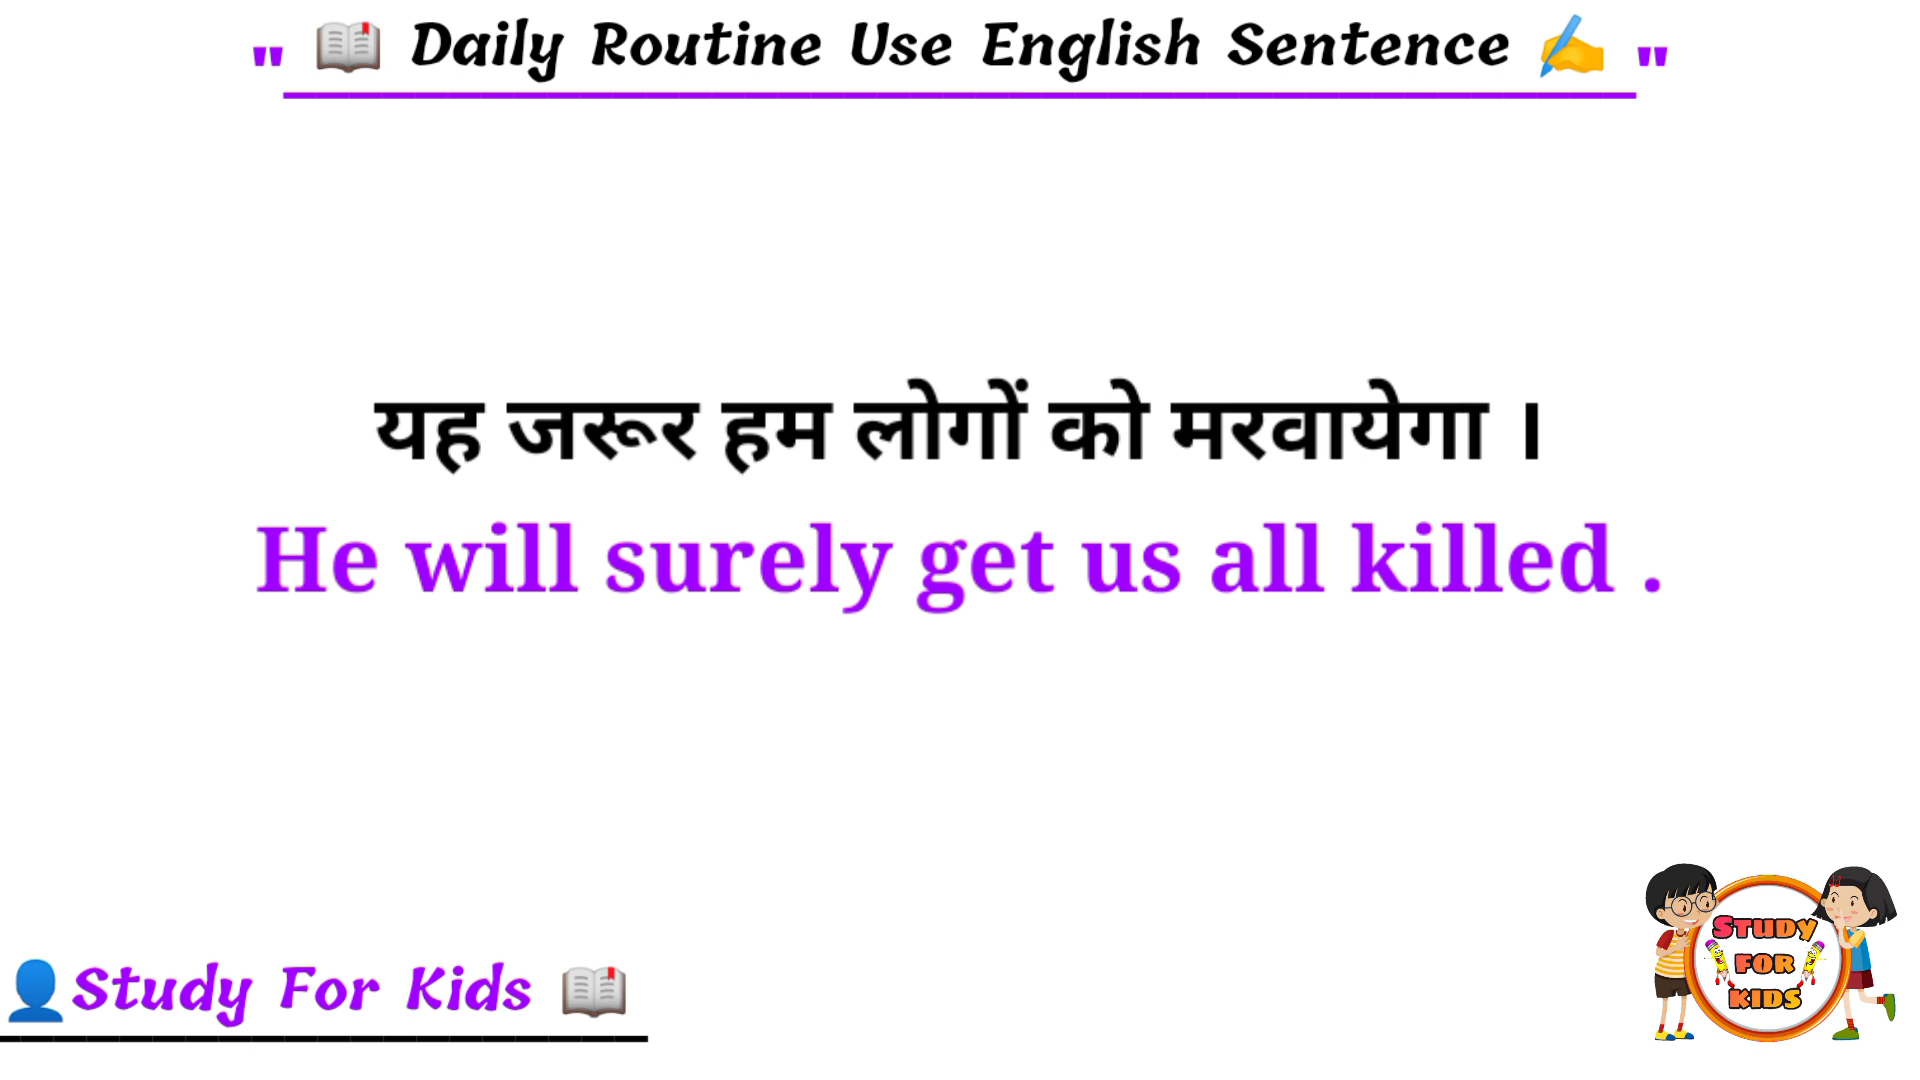 " 📖 Daily Routine Use English Sentence ✍️ "
यह जरूर हम लोगों को मरवायेगा ।
He will surely get us all killed .
👤Study For Kids 📖
STUDY
FOR
KIDS